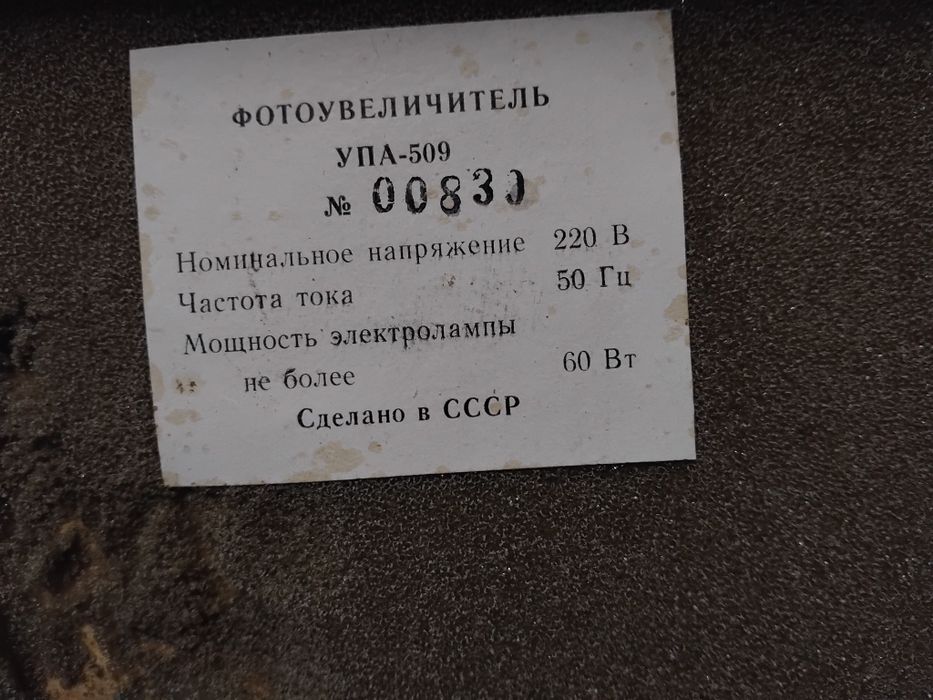 ФОТОУВЕЛИЧИТЕЛЬ
УПА-509
№ 00830
Номинальное напряжение 220 В
Частота тока 50 Гц
Мощность электролампы
не более 60 Вт
Сделано в СССР